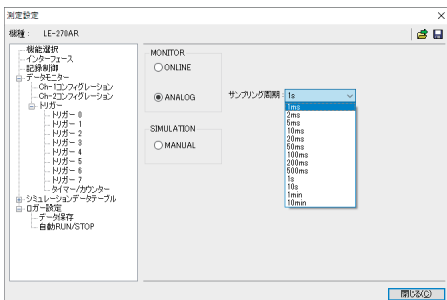 測定設定
機種： LE-270AR
機能選択
インターフェース
記録制御
データモニター
Ch-1コンフィグレーション
Ch-2コンフィグレーション
トリガー
トリガー 0
トリガー 1
トリガー 2
トリガー 3
トリガー 4
トリガー 5
トリガー 6
トリガー 7
タイマー/カウンター
シミュレーションデータテーブル
ロガー設定
データ保存
自動RUN/STOP
MONITOR
ONLINE
ANALOG
サンプリング周期： 1s
1ms
2ms
5ms
10ms
20ms
50ms
100ms
200ms
500ms
1s
10s
1min
10min
SIMULATION
MANUAL
閉じる(C)